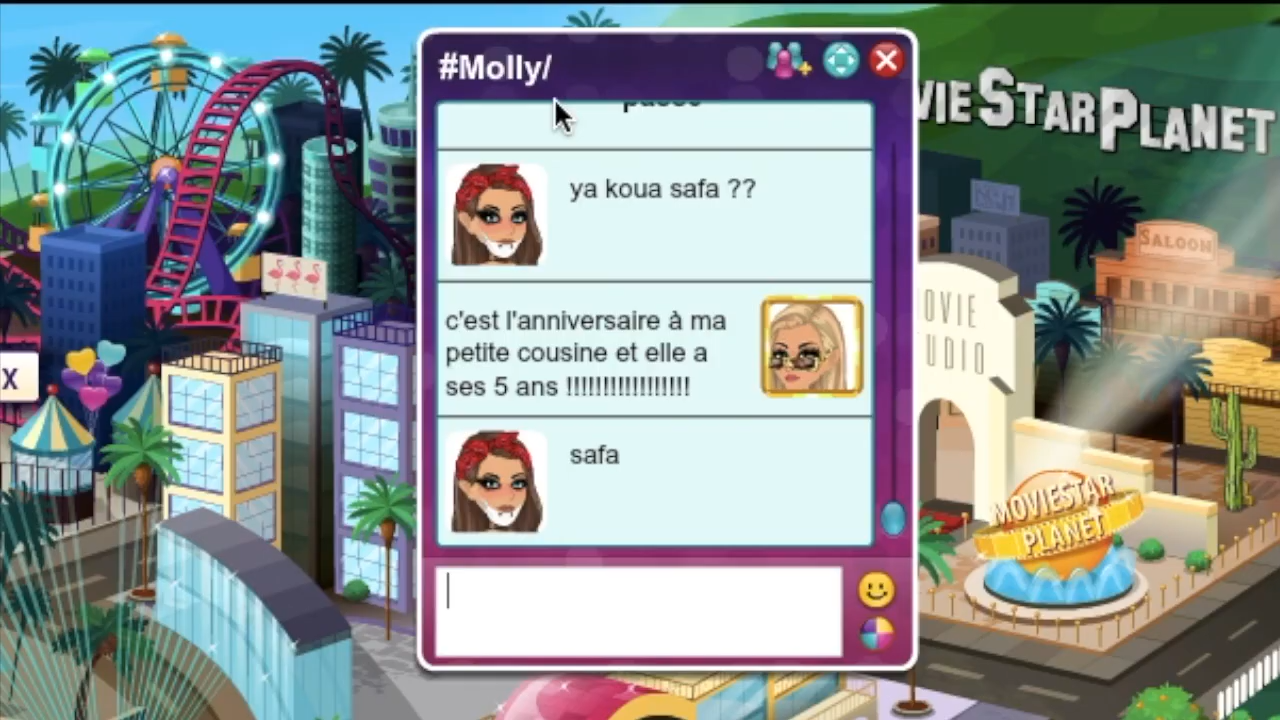 #Molly/
passe
ya koua safa ??
c'est l'anniversaire à ma
petite cousine et elle a
ses 5 ans !!!!!!!!!!!!!!!!!
safa
X
VIE STARPLANET
SALOON
OVIE
UDIO
MOVIESTAR
PLANET